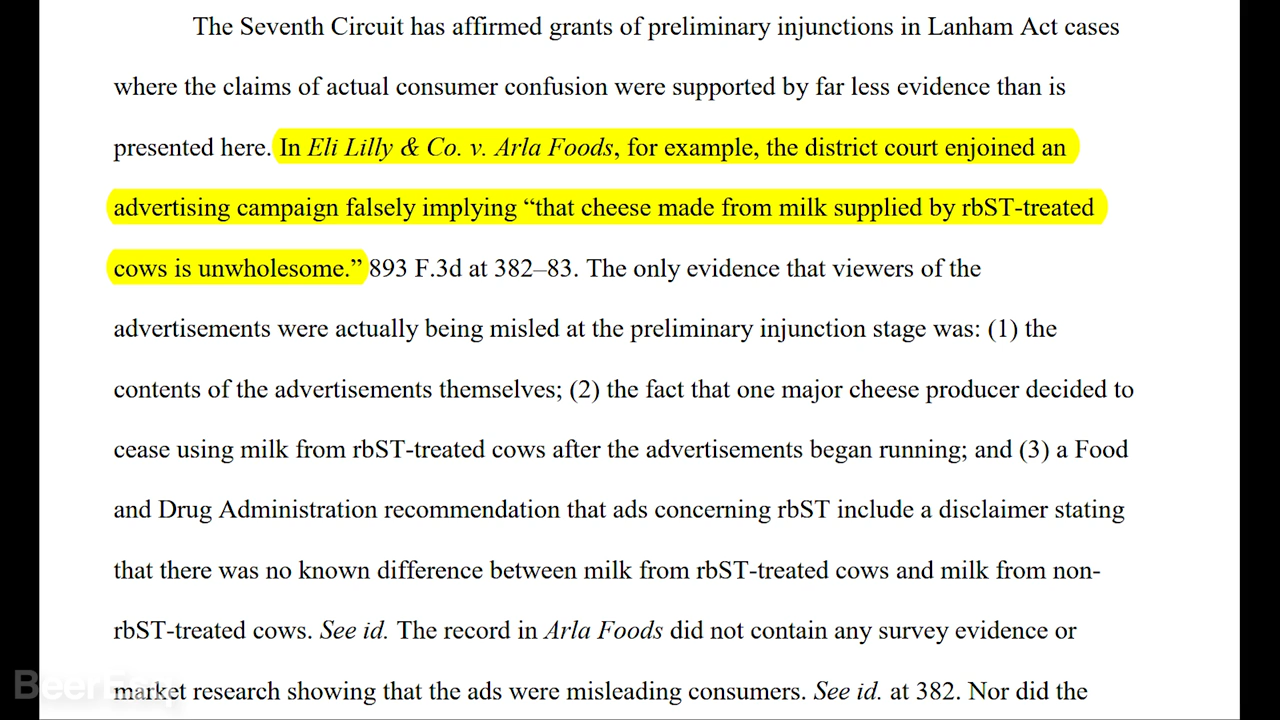 The Seventh Circuit has affirmed grants of preliminary injunctions in Lanham Act cases
where the claims of actual consumer confusion were supported by far less evidence than is
presented here. In Eli Lilly & Co. v. Arla Foods, for example, the district court enjoined an
advertising campaign falsely implying “that cheese made from milk supplied by rbST-treated
cows is unwholesome.” 893 F.3d at 382–83. The only evidence that viewers of the
advertisements were actually being misled at the preliminary injunction stage was: (1) the
contents of the advertisements themselves; (2) the fact that one major cheese producer decided to
cease using milk from rbST-treated cows after the advertisements began running; and (3) a Food
and Drug Administration recommendation that ads concerning rbST include a disclaimer stating
that there was no known difference between milk from rbST-treated cows and milk from non-
rbST-treated cows. See id. The record in Arla Foods did not contain any survey evidence or
market research showing that the ads were misleading consumers. See id. at 382. Nor did the